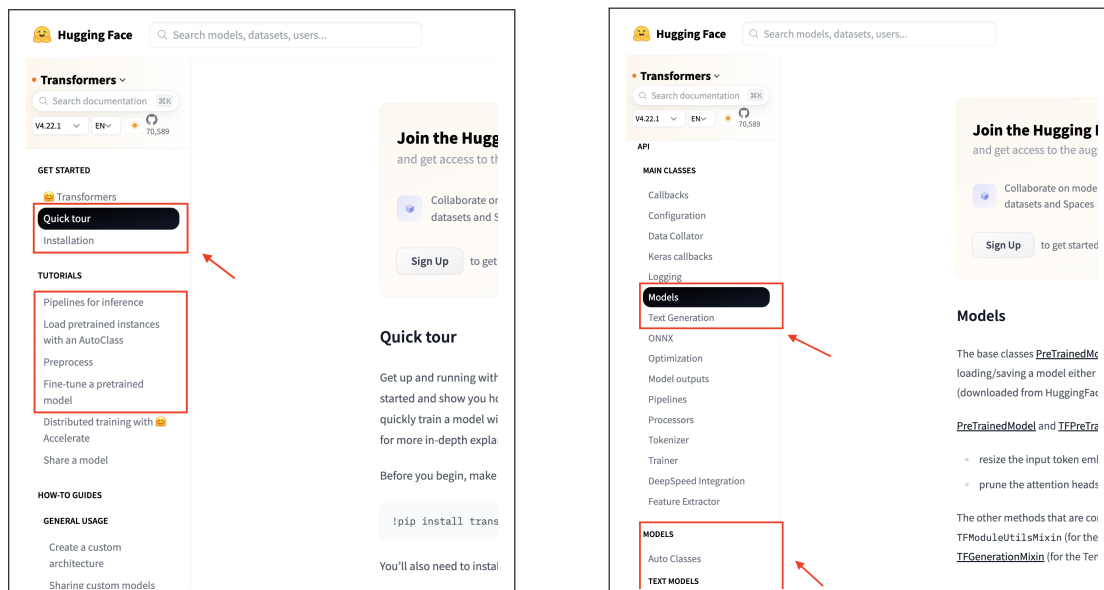 Hugging Face
Search models, datasets, users...
Transformers
Search documentation ⌘K
V4.22.1
EN
70,589
GET STARTED
🤗 Transformers
Quick tour
Installation
TUTORIALS
Pipelines for inference
Load pretrained instances
with an AutoClass
Preprocess
Fine-tune a pretrained
model
Distributed training with 🤗
Accelerate
Share a model
HOW-TO GUIDES
GENERAL USAGE
Create a custom
architecture
Sharing custom models
Join the Hugg
and get access to th
Collaborate on
datasets and S
Sign Up to get
Quick tour
Get up and running with
started and show you ho
quickly train a model wi
for more in-depth expla
Before you begin, make
!pip install trans
You'll also need to instal
Hugging Face
Search models, datasets, users...
Transformers
Search documentation ⌘K
V4.22.1
EN
70,589
API
MAIN CLASSES
Callbacks
Configuration
Data Collator
Keras callbacks
Logging
Models
Text Generation
ONNX
Optimization
Model outputs
Pipelines
Processors
Tokenizer
Trainer
DeepSpeed Integration
Feature Extractor
MODELS
Auto Classes
TEXT MODELS
Join the Hugging
and get access to the aug
Collaborate on mode
datasets and Spaces
Sign Up to get started
Models
The base classes PreTrainedMo
loading/saving a model either
(downloaded from HuggingFac
PreTrainedModel and TFPreTra
resize the input token eml
prune the attention heads
The other methods that are co
TFModuleUtilsMixin (for the
TFGenerationMixin (for the Ten